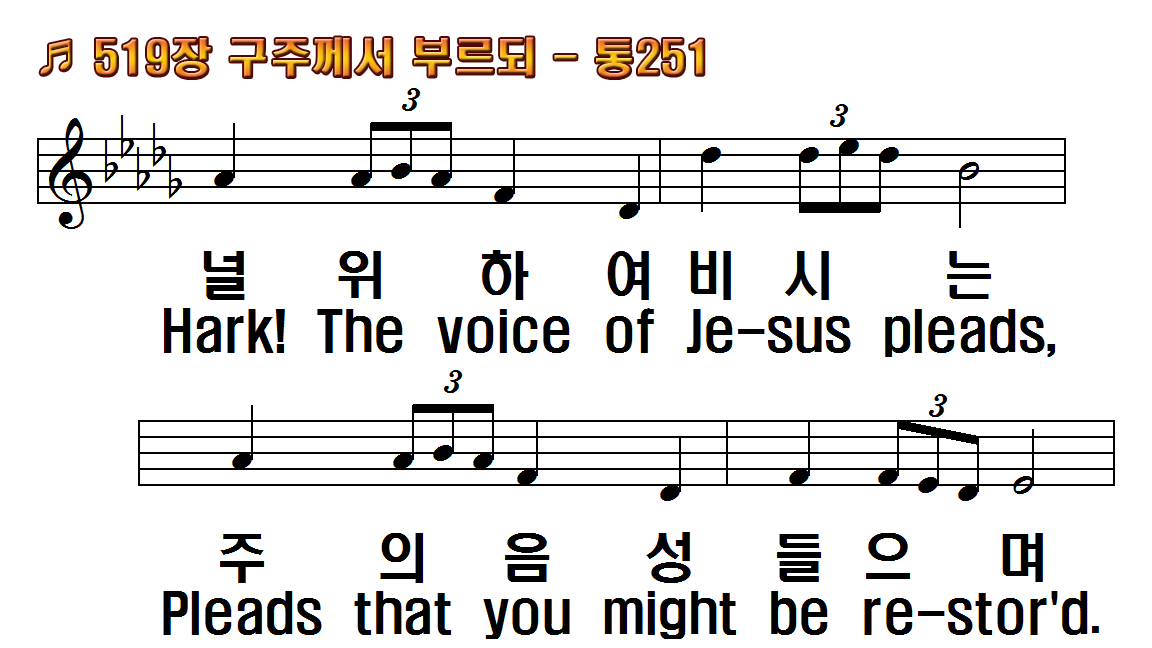 ♬ 519장 구주께서 부르되 - 통251
3 3
널 위 하 여 비 시 는
Hark! The voice of Je-sus pleads,
3 3
주 의 음 성 들 으 며
Pleads that you might be re-stor'd.